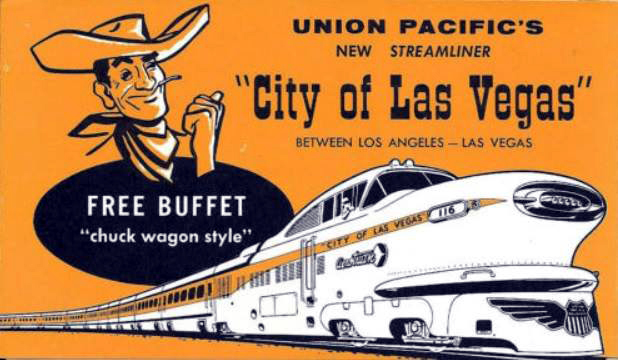 UNION PACIFIC'S
NEW STREAMLINER
"City of Las Vegas"
BETWEEN LOS ANGELES — LAS VEGAS
FREE BUFFET
"chuck wagon style"
CITY OF LAS VEGAS
116